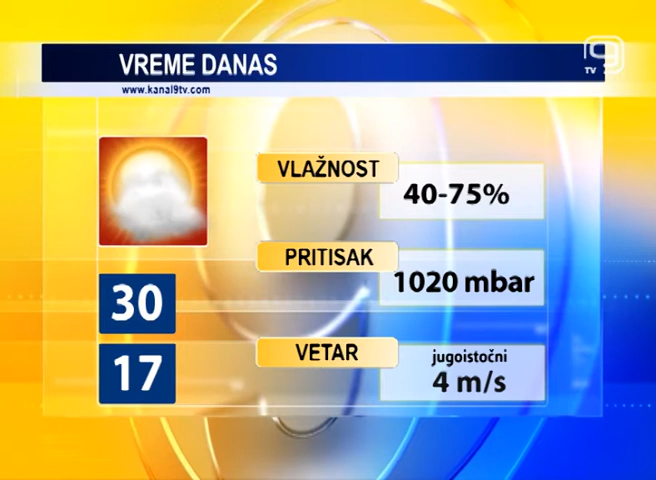 VREME DANAS
TV 9
www.kanal9tv.com
VLAŽNOST
40-75%
PRITISAK
1020 mbar
30
17
VETAR
jugoistočni
4 m/s